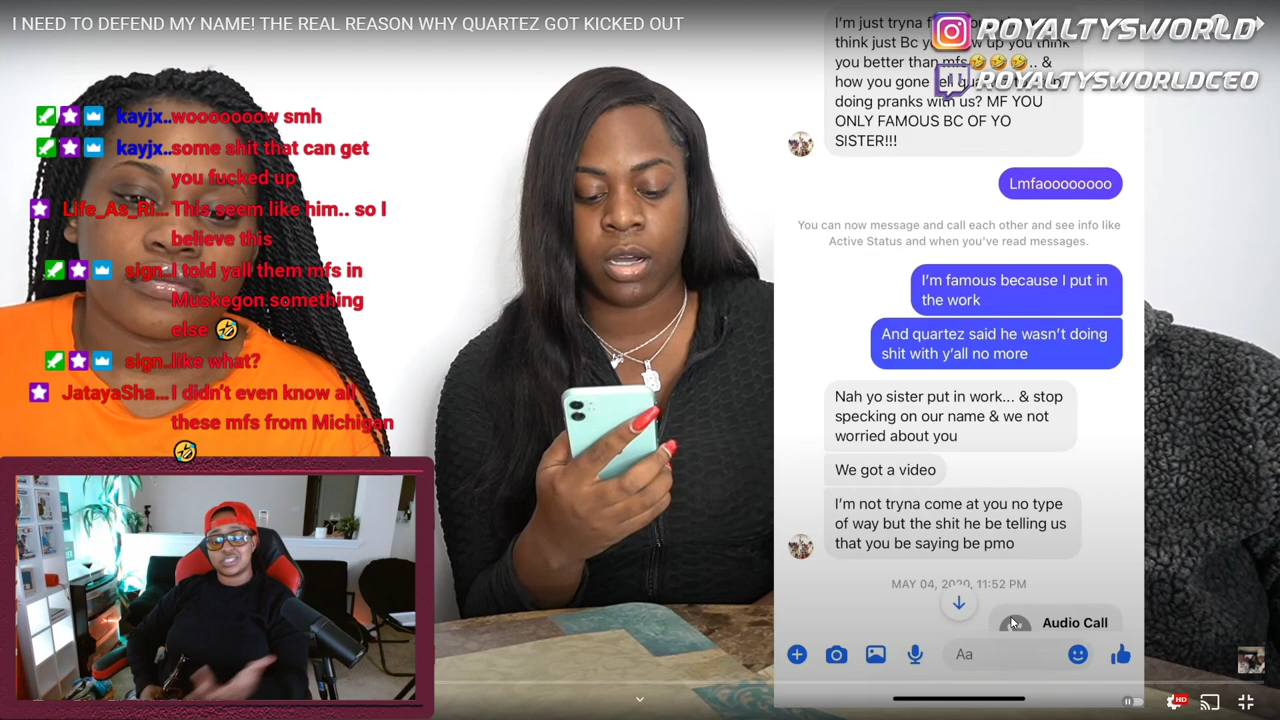 I NEED TO DEFEND MY NAME! THE REAL REASON WHY QUARTEZ GOT KICKED OUT
ROYALTYSWORLD
ROYALTYSWORLDCEO
kayjx..wooooooow smh
kayjx..some shit that can get
you fucked up
Life_As_Ri...This seem like him.. so I
believe this
sign..I told yall them mfs in
Muskegon something
else 🤣
sign..like what?
JatayaSha...I didn't even know all
these mfs from Michigan
🤣
I'm just tryna
think just Bc you think
you better than mfs🤣🤣🤣.. &
how you gone
doing pranks with us? MF YOU
ONLY FAMOUS BC OF YO
SISTER!!!
Lmfaoooooooo
You can now message and call each other and see info like
Active Status and when you've read messages.
I'm famous because I put in
the work
And quartez said he wasn't doing
shit with y'all no more
Nah yo sister put in work... & stop
specking on our name & we not
worried about you
We got a video
I'm not tryna come at you no type
of way but the shit he be telling us
that you be saying be pmo
MAY 04, 2020, 11:52 PM
Audio Call
Aa
HD